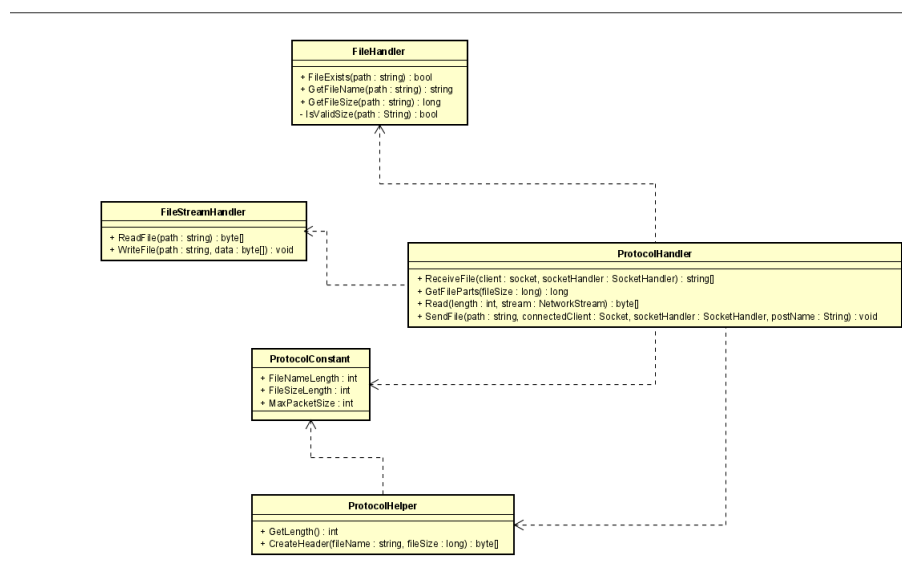 FileHandler
+ FileExists(path : string) : bool
+ GetFileName(path : string) : string
+ GetFileSize(path : string) : long
- IsValidSize(path : String) : bool
FileStreamHandler
+ ReadFile(path : string) : byte[]
+ WriteFile(path : string, data : byte[]) : void
ProtocolHandler
+ ReceiveFile(client : socket, socketHandler : SocketHandler) : string[]
+ GetFileParts(fileSize : long) : long
+ Read(length : int, stream : NetworkStream) : byte[]
+ SendFile(path : string, connectedClient : Socket, socketHandler : SocketHandler, postName : String) : void
ProtocolConstant
+ FileNameLength : int
+ FileSizeLength : int
+ MaxPacketSize : int
ProtocolHelper
+ GetLength() : int
+ CreateHeader(fileName : string, fileSize : long) : byte[]